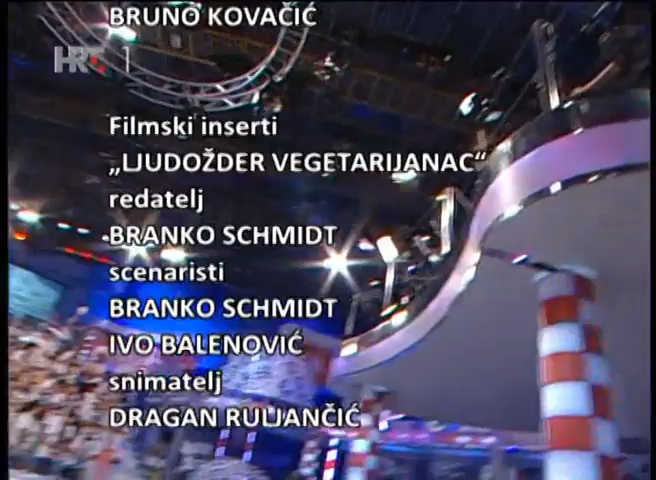 BRUNO KOVAČIĆ
HRT 1
Filmski inserti
„LJUDOŽDER VEGETARIJANAC“
redatelj
BRANKO SCHMIDT
scenaristi
BRANKO SCHMIDT
IVO BALENOVIĆ
snimatelj
DRAGAN RULJANČIĆ